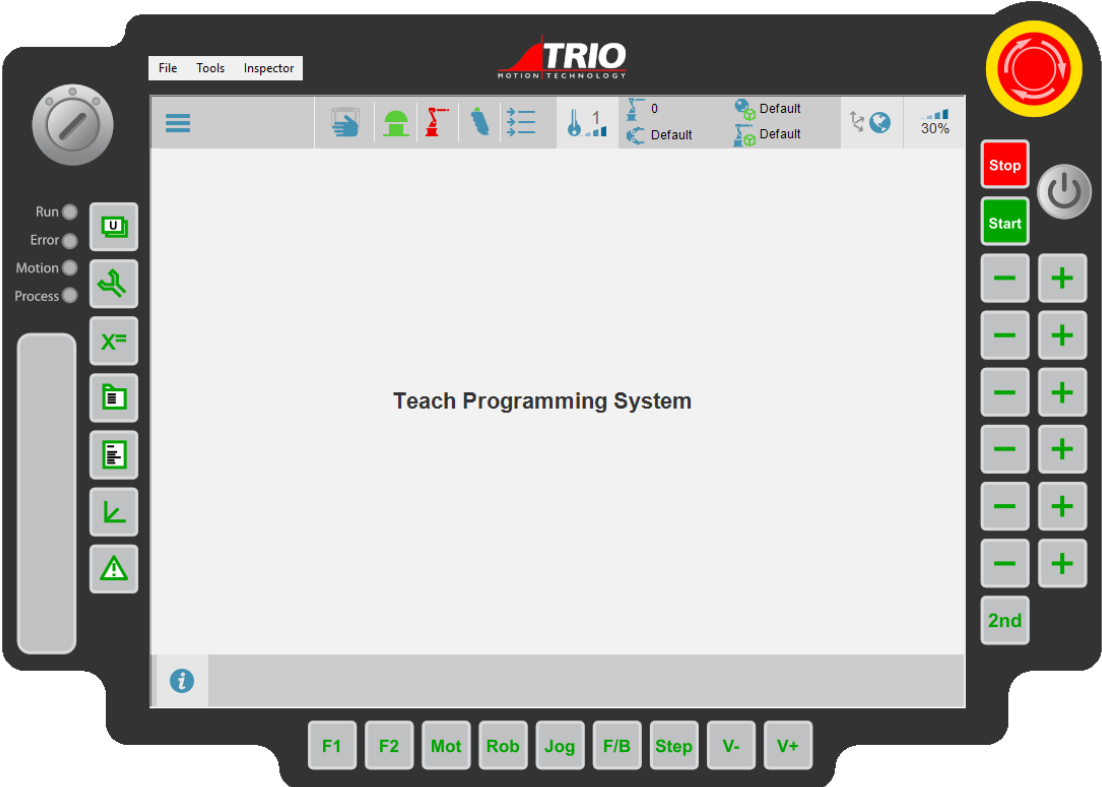 File Tools Inspector
TRIO
MOTION TECHNOLOGY
1
0
Default
Default
Default
30%
Stop
Start
Run
Error
Motion
Process
U
X=
Teach Programming System
2nd
i
F1 F2 Mot Rob Jog F/B Step V- V+